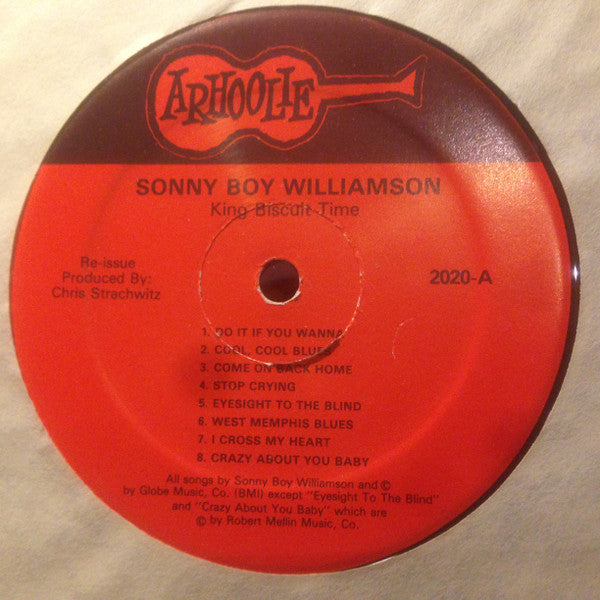 ARHOOLIE
SONNY BOY WILLIAMSON
King Biscuit Time
Re-issue
Produced By:
Chris Strachwitz
2020-A
1. DO IT IF YOU WANNA
2. COOL, COOL BLUES
3. COME ON BACK HOME
4. STOP CRYING
5. EYESIGHT TO THE BLIND
6. WEST MEMPHIS BLUES
7. I CROSS MY HEART
8. CRAZY ABOUT YOU BABY
All songs by Sonny Boy Williamson and ©
by Globe Music, Co. (BMI) except "Eyesight To The Blind"
and "Crazy About You Baby" which are
© by Robert Mellin Music, Co.